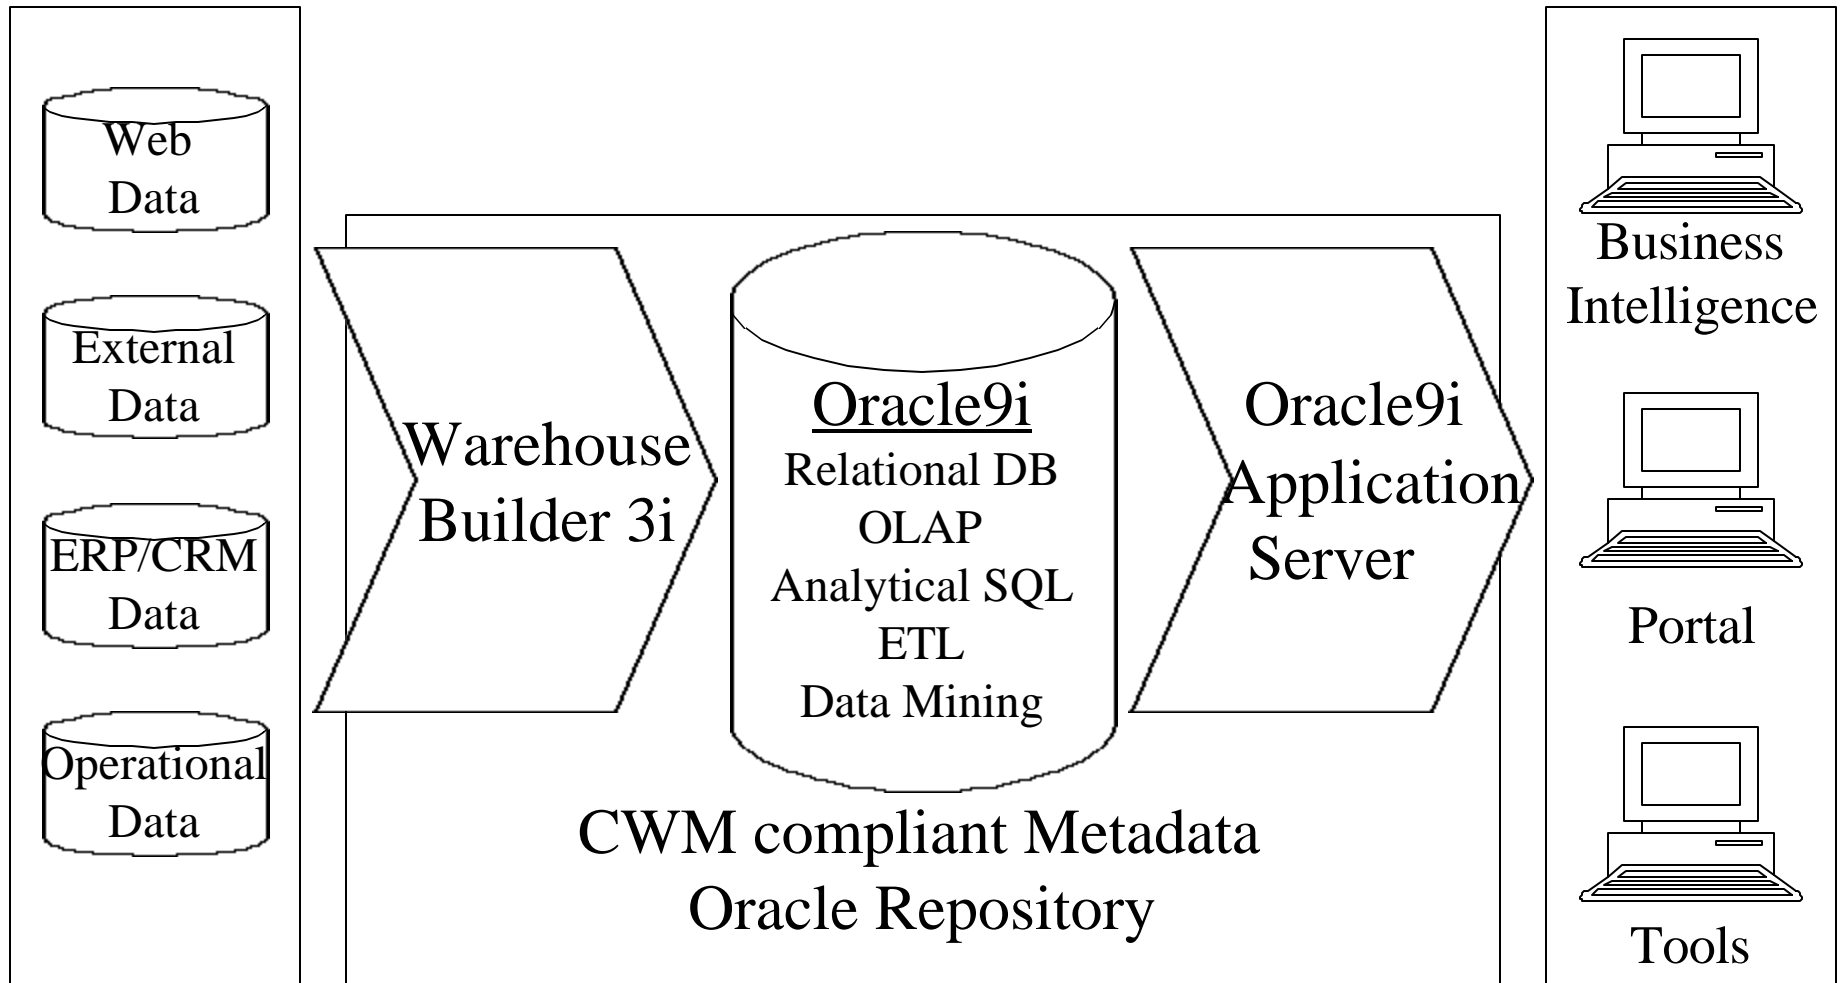 Web
Data
External
Data
ERP/CRM
Data
Operational
Data
Warehouse
Builder 3i
Oracle9i
Relational DB
OLAP
Analytical SQL
ETL
Data Mining
Oracle9i
Application
Server
CWM compliant Metadata
Oracle Repository
Business
Intelligence
Portal
Tools